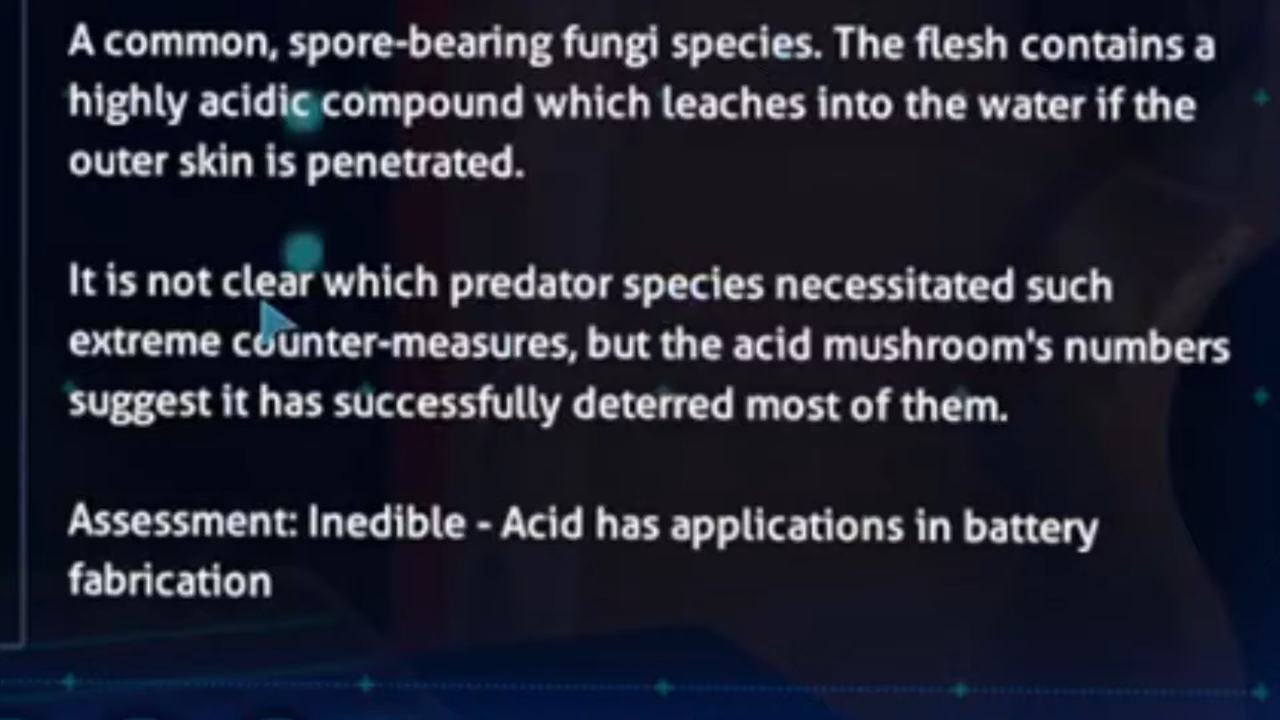 A common, spore-bearing fungi species. The flesh contains a
highly acidic compound which leaches into the water if the
outer skin is penetrated.
It is not clear which predator species necessitated such
extreme counter-measures, but the acid mushroom's numbers
suggest it has successfully deterred most of them.
Assessment: Inedible - Acid has applications in battery
fabrication